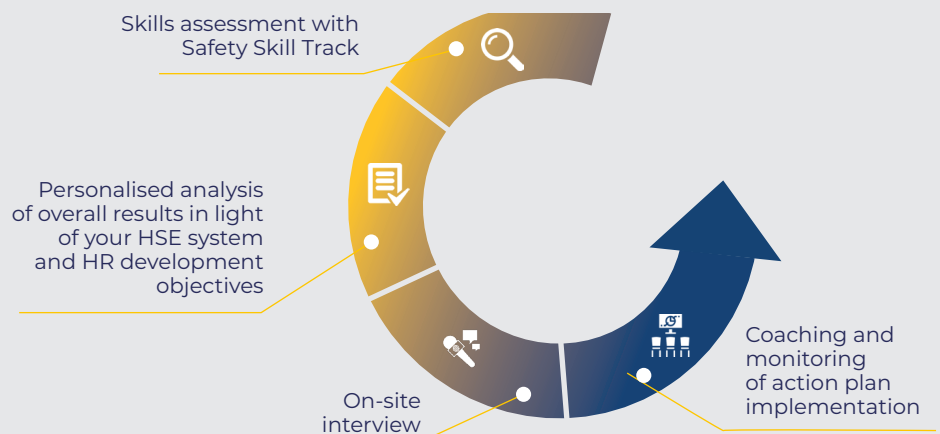 Skills assessment with
Safety Skill Track
Personalised analysis
of overall results in light
of your HSE system
and HR development
objectives
On-site
interview
Coaching and
monitoring
of action plan
implementation